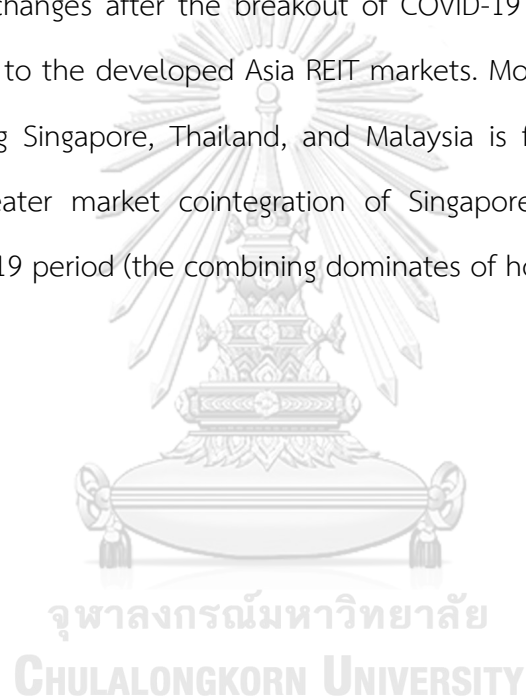 changes after the breakout of COVID-19
to the developed Asia REIT markets. Mo
g Singapore, Thailand, and Malaysia is f
eater market cointegration of Singapore
19 period (the combining dominates of ho
จุฬาลงกรณ์มหาวิทยาลัย
CHULALONGKORN UNIVERSITY